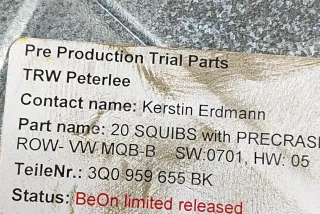 Pre Production Trial Parts
TRW Peterlee
Contact name: Kerstin Erdmann
Part name: 20 SQUIBS with PRECRAS
ROW- VW MQB-B SW:0701, HW: 05
TeileNr.: 3Q0 959 655 BK
Status: BeOn limited released